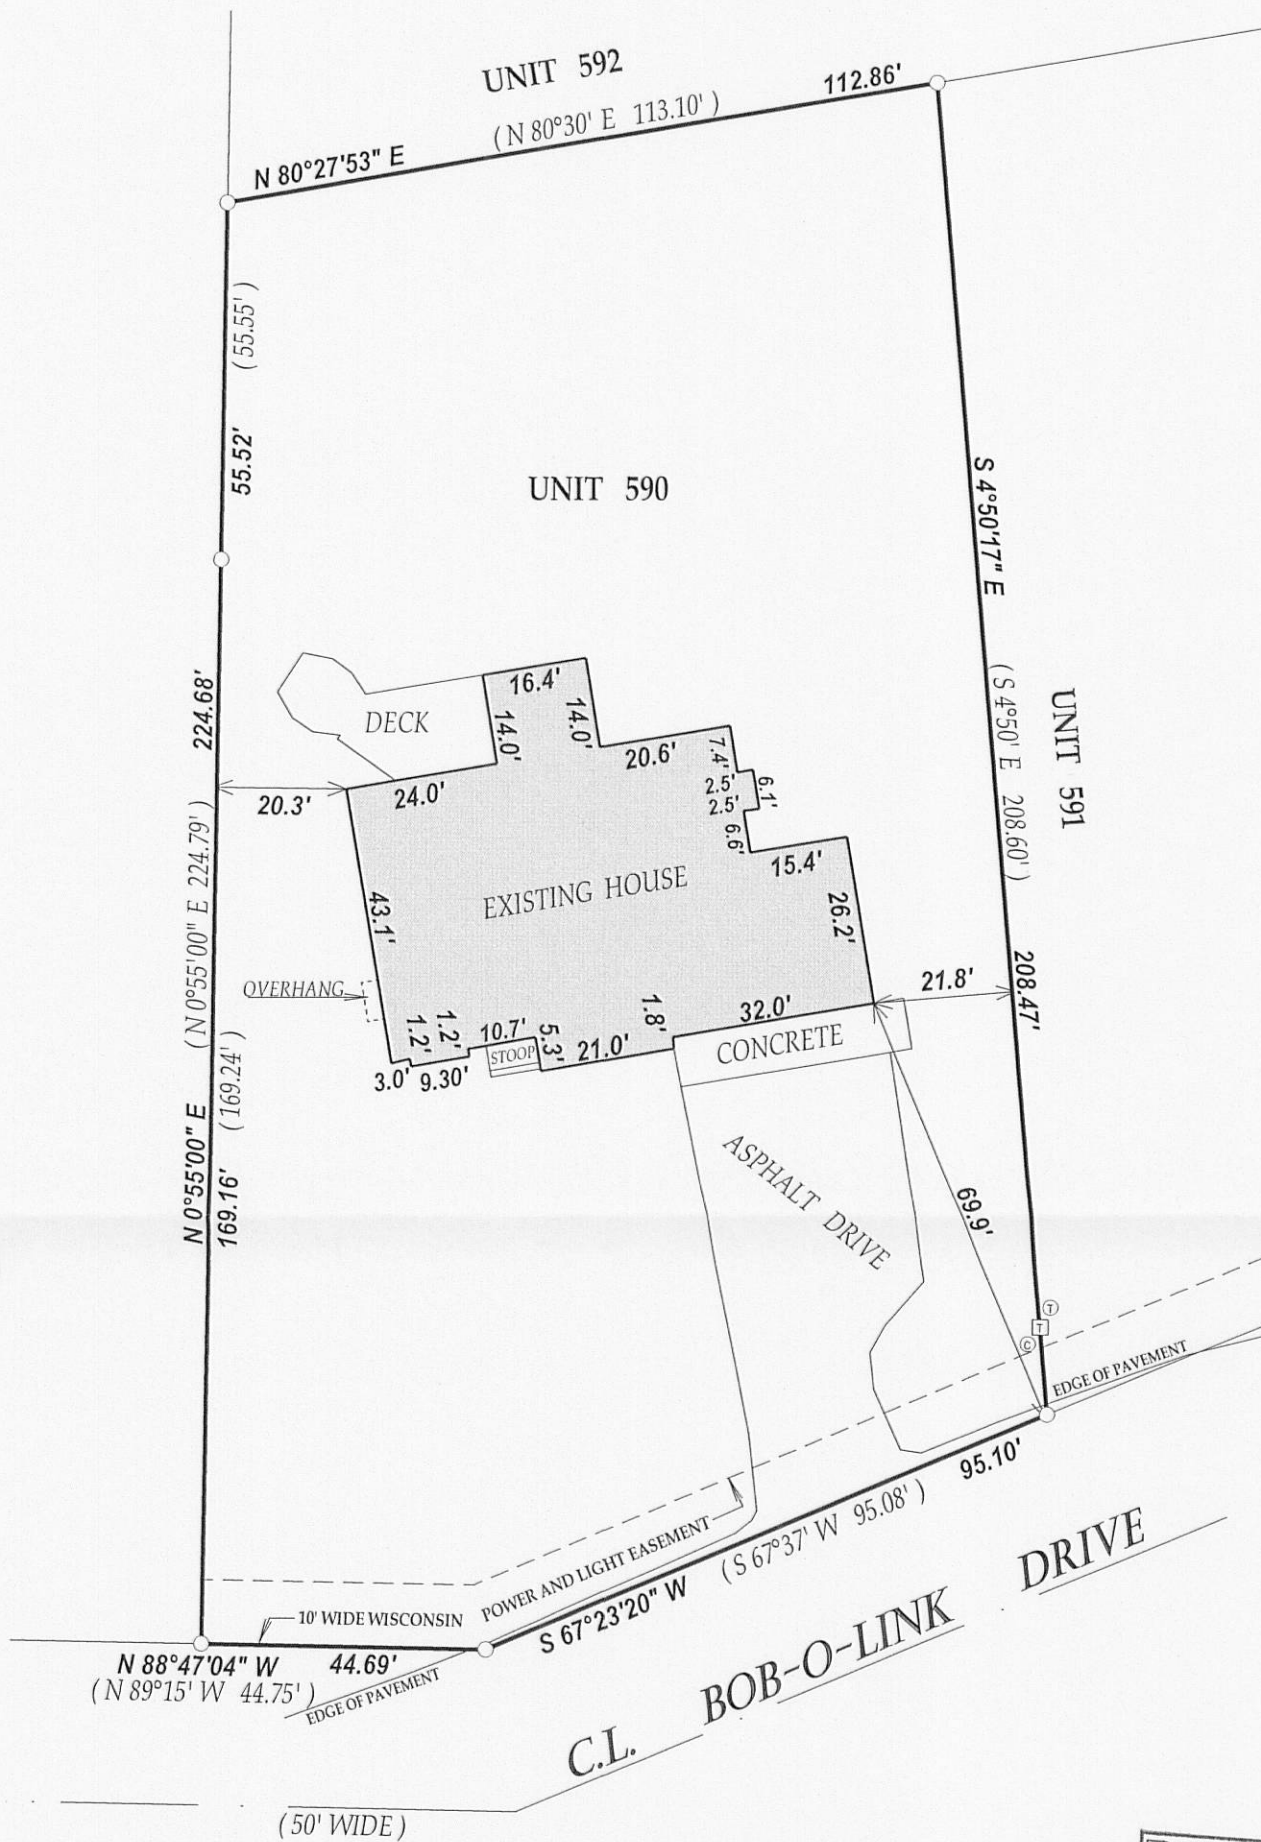 UNIT 592
112.86'
( N 80°30' E 113.10' )
N 80°27'53" E
( 55.55' )
55.52'
UNIT 590
S 4°50'17" E
( S 4°50' E 208.60' )
UNIT 591
208.47'
224.68'
( N 0°55'00" E 224.79' )
N 0°55'00" E
( 169.24' )
169.16'
16.4'
DECK
14.0'
14.0'
20.6'
7.4'
2.5'
6.1'
2.5'
6.6'
20.3'
24.0'
15.4'
EXISTING HOUSE
43.1'
26.2'
OVERHANG
21.8'
1.2'
1.2'
10.7'
5.3'
1.8'
32.0'
STOOP
21.0'
CONCRETE
3.0'
9.30'
ASPHALT DRIVE
69.9'
T
T
C
EDGE OF PAVEMENT
95.10'
( S 67°37' W 95.08' )
S 67°23'20" W
10' WIDE WISCONSIN POWER AND LIGHT EASEMENT
N 88°47'04" W 44.69'
( N 89°15' W 44.75' )
EDGE OF PAVEMENT
C.L. BOB-O-LINK DRIVE
( 50' WIDE )